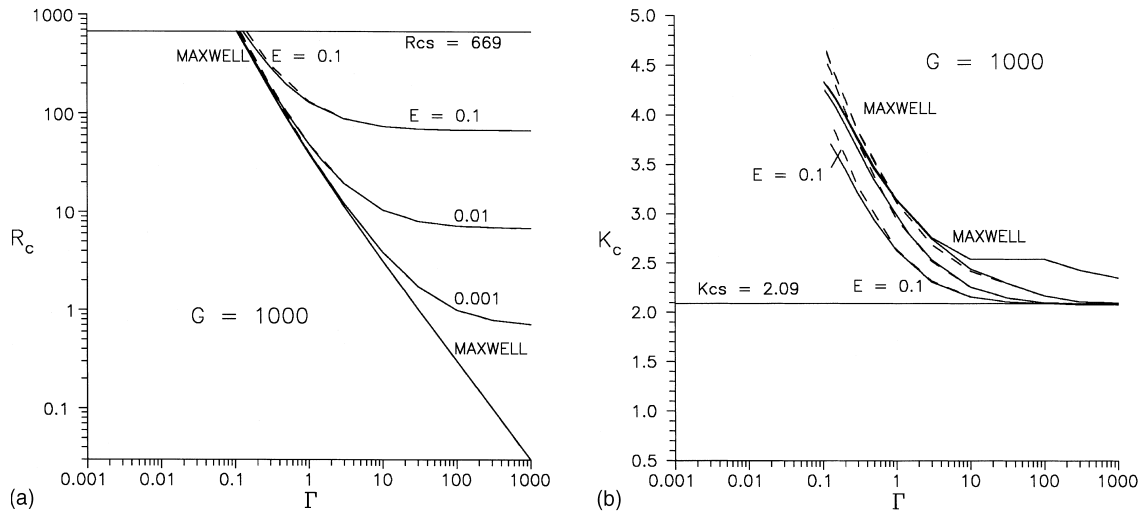 1000
100
10
1
0.1
R_c
Rcs = 669
MAXWELL
E = 0.1
E = 0.1
0.01
0.001
G = 1000
MAXWELL
0.001
0.01
0.1
1
10
100
1000
Γ
(a)
5.0
4.5
4.0
3.5
3.0
2.5
2.0
1.5
1.0
0.5
K_c
G = 1000
MAXWELL
E = 0.1
MAXWELL
Kcs = 2.09
E = 0.1
0.001
0.01
0.1
1
10
100
1000
Γ
(b)